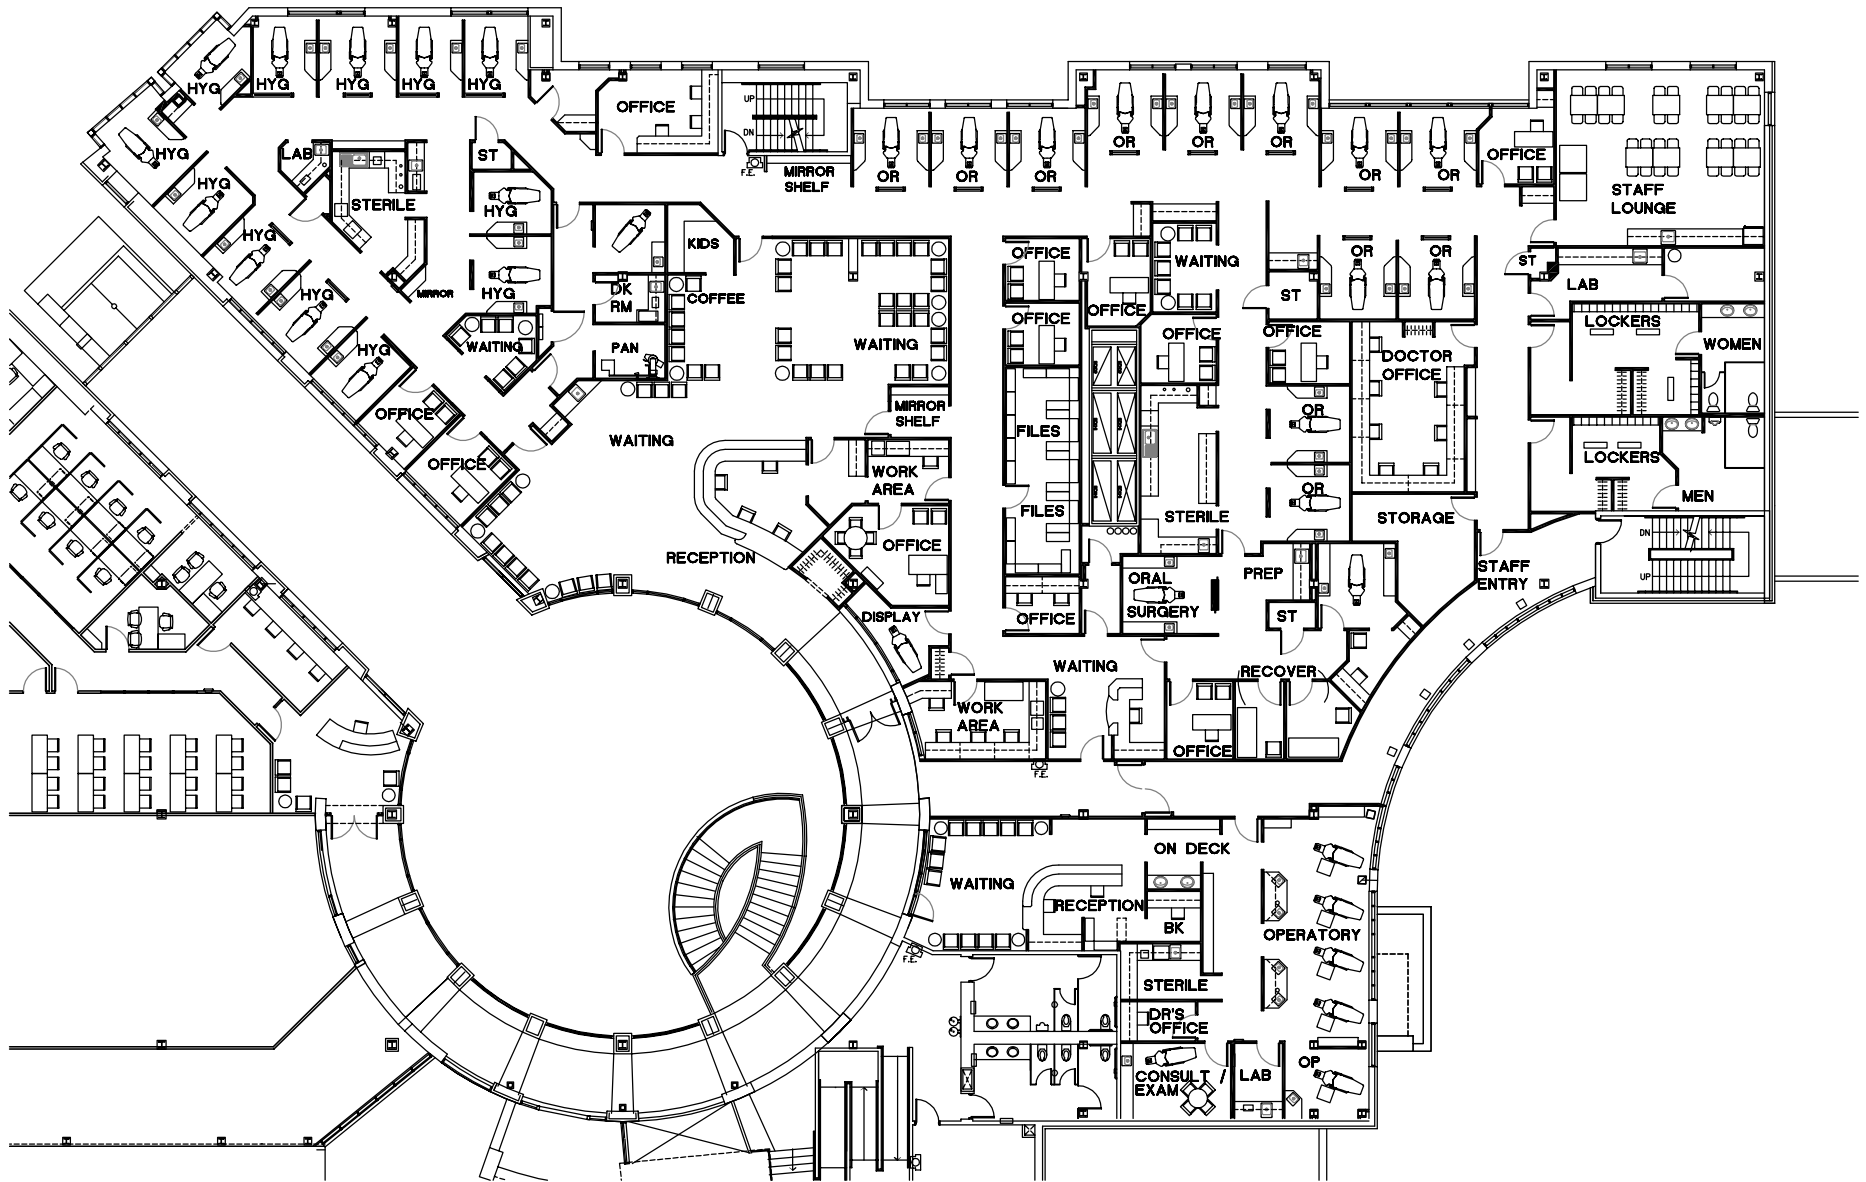 HYG
HYG
HYG
HYG
HYG
OFFICE
UP
DN
F.E.
MIRROR
SHELF
OR
OR
OR
OR
OR
OR
OR
OR
OFFICE
STAFF
LOUNGE
HYG
HYG
LAB
STERILE
ST
HYG
HYG
HYG
MIRROR
HYG
HYG
WAITING
OFFICE
OFFICE
KIDS
COFFEE
DK
RM
PAN
WAITING
MIRROR
SHELF
WAITING
OFFICE
OFFICE
OFFICE
WAITING
OFFICE
ST
OFFICE
OR
OR
ST
LAB
LOCKERS
WOMEN
DOCTOR
OFFICE
OR
OR
FILES
FILES
STERILE
STORAGE
LOCKERS
MEN
DN
UP
STAFF
ENTRY
WORK
AREA
OFFICE
RECEPTION
DISPLAY
OFFICE
ORAL
SURGERY
PREP
ST
WAITING
RECOVER
WORK
AREA
OFFICE
F.E.
ON DECK
WAITING
RECEPTION
BK
OPERATORY
F.E.
STERILE
DR'S
OFFICE
CONSULT /
EXAM
LAB
OP